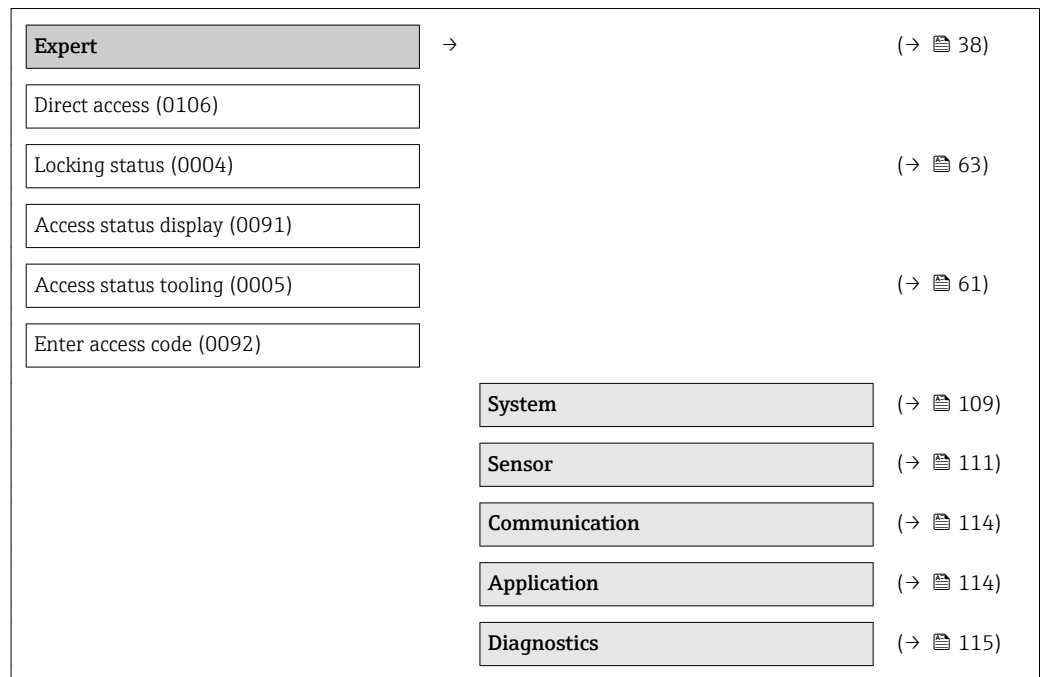 Expert → (→ 🖹 38)
Direct access (0106)
Locking status (0004) (→ 🖹 63)
Access status display (0091)
Access status tooling (0005) (→ 🖹 61)
Enter access code (0092)
System (→ 🖹 109)
Sensor (→ 🖹 111)
Communication (→ 🖹 114)
Application (→ 🖹 114)
Diagnostics (→ 🖹 115)